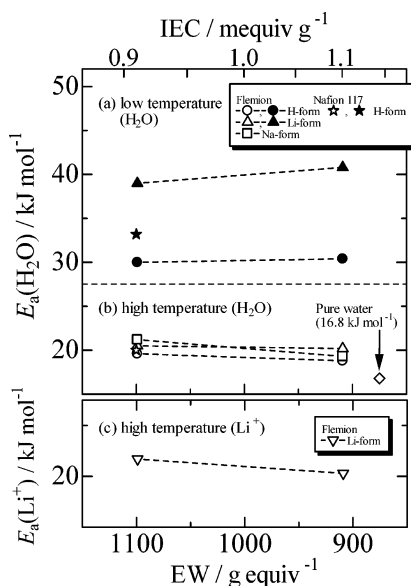 IEC / mequiv g⁻¹
0.9 1.0 1.1
50
40
30
20
Eₐ(H₂O) / kJ mol⁻¹
(a) low temperature
(H₂O)
Flemion Nafion 117
, H-form , H-form
, Li-form
Na-form
(b) high temperature (H₂O)
Pure water
(16.8 kJ mol⁻¹)
(c) high temperature (Li⁺)
Flemion
Li-form
20
Eₐ(Li⁺) / kJ mol⁻¹
1100 1000 900
EW / g equiv⁻¹